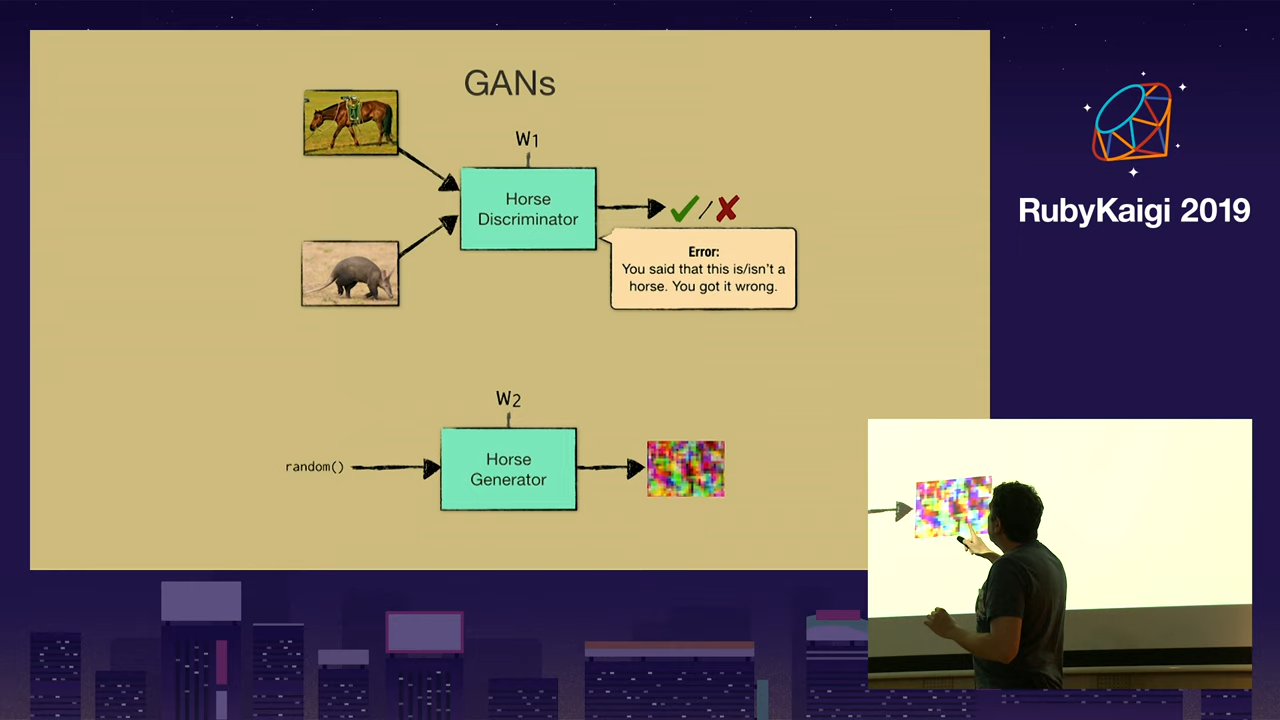 GANs
W1
Horse
Discriminator
✓/✗
Error:
You said that this is/isn't a
horse. You got it wrong.
W2
random()
Horse
Generator
RubyKaigi 2019